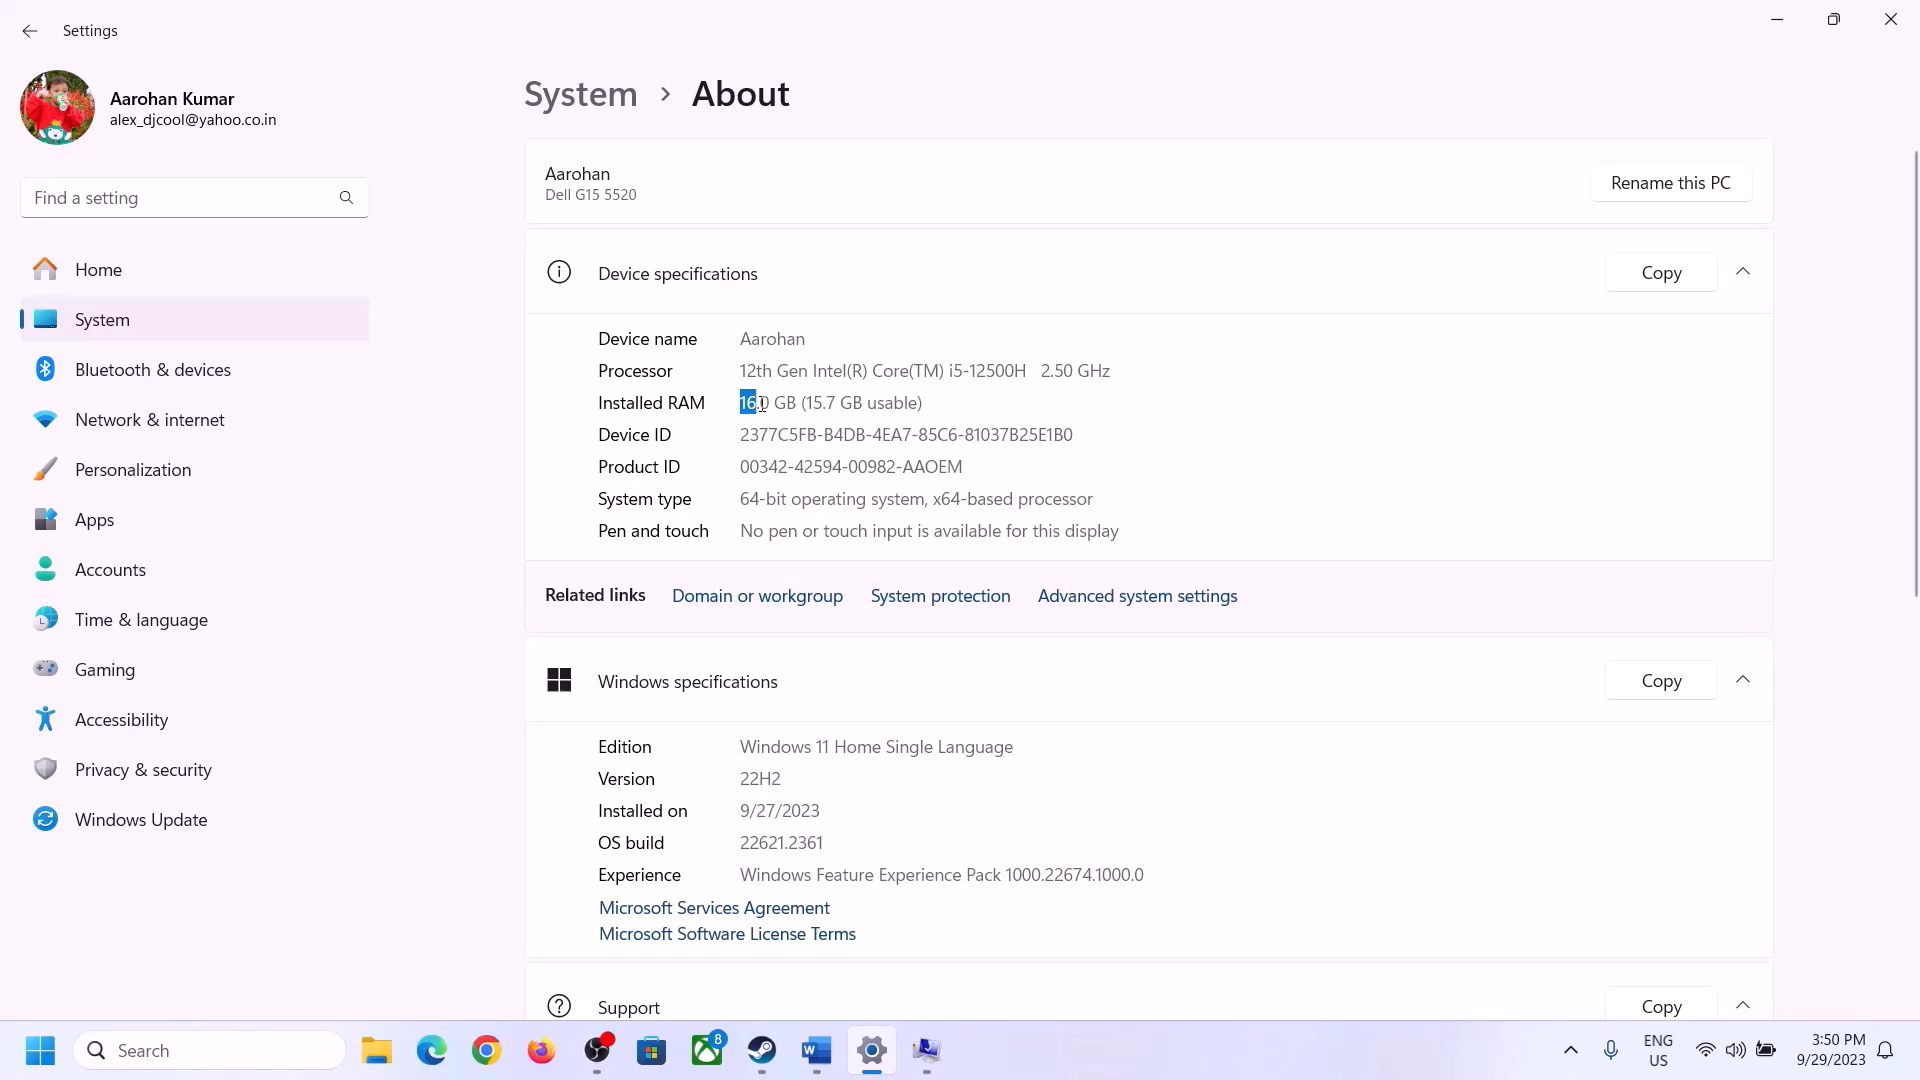 Settings
Aarohan Kumar
alex_djcool@yahoo.co.in
Find a setting
Home
System
Bluetooth & devices
Network & internet
Personalization
Apps
Accounts
Time & language
Gaming
Accessibility
Privacy & security
Windows Update
System > About
Aarohan
Dell G15 5520
Rename this PC
Device specifications
Copy
Device name Aarohan
Processor 12th Gen Intel(R) Core(TM) i5-12500H 2.50 GHz
Installed RAM 16.0 GB (15.7 GB usable)
Device ID 2377C5FB-B4DB-4EA7-85C6-81037B25E1B0
Product ID 00342-42594-00982-AAOEM
System type 64-bit operating system, x64-based processor
Pen and touch No pen or touch input is available for this display
Related links Domain or workgroup System protection Advanced system settings
Windows specifications
Copy
Edition Windows 11 Home Single Language
Version 22H2
Installed on 9/27/2023
OS build 22621.2361
Experience Windows Feature Experience Pack 1000.22674.1000.0
Microsoft Services Agreement
Microsoft Software License Terms
Support
Copy
Search
8
W
ENG
US
3:50 PM
9/29/2023